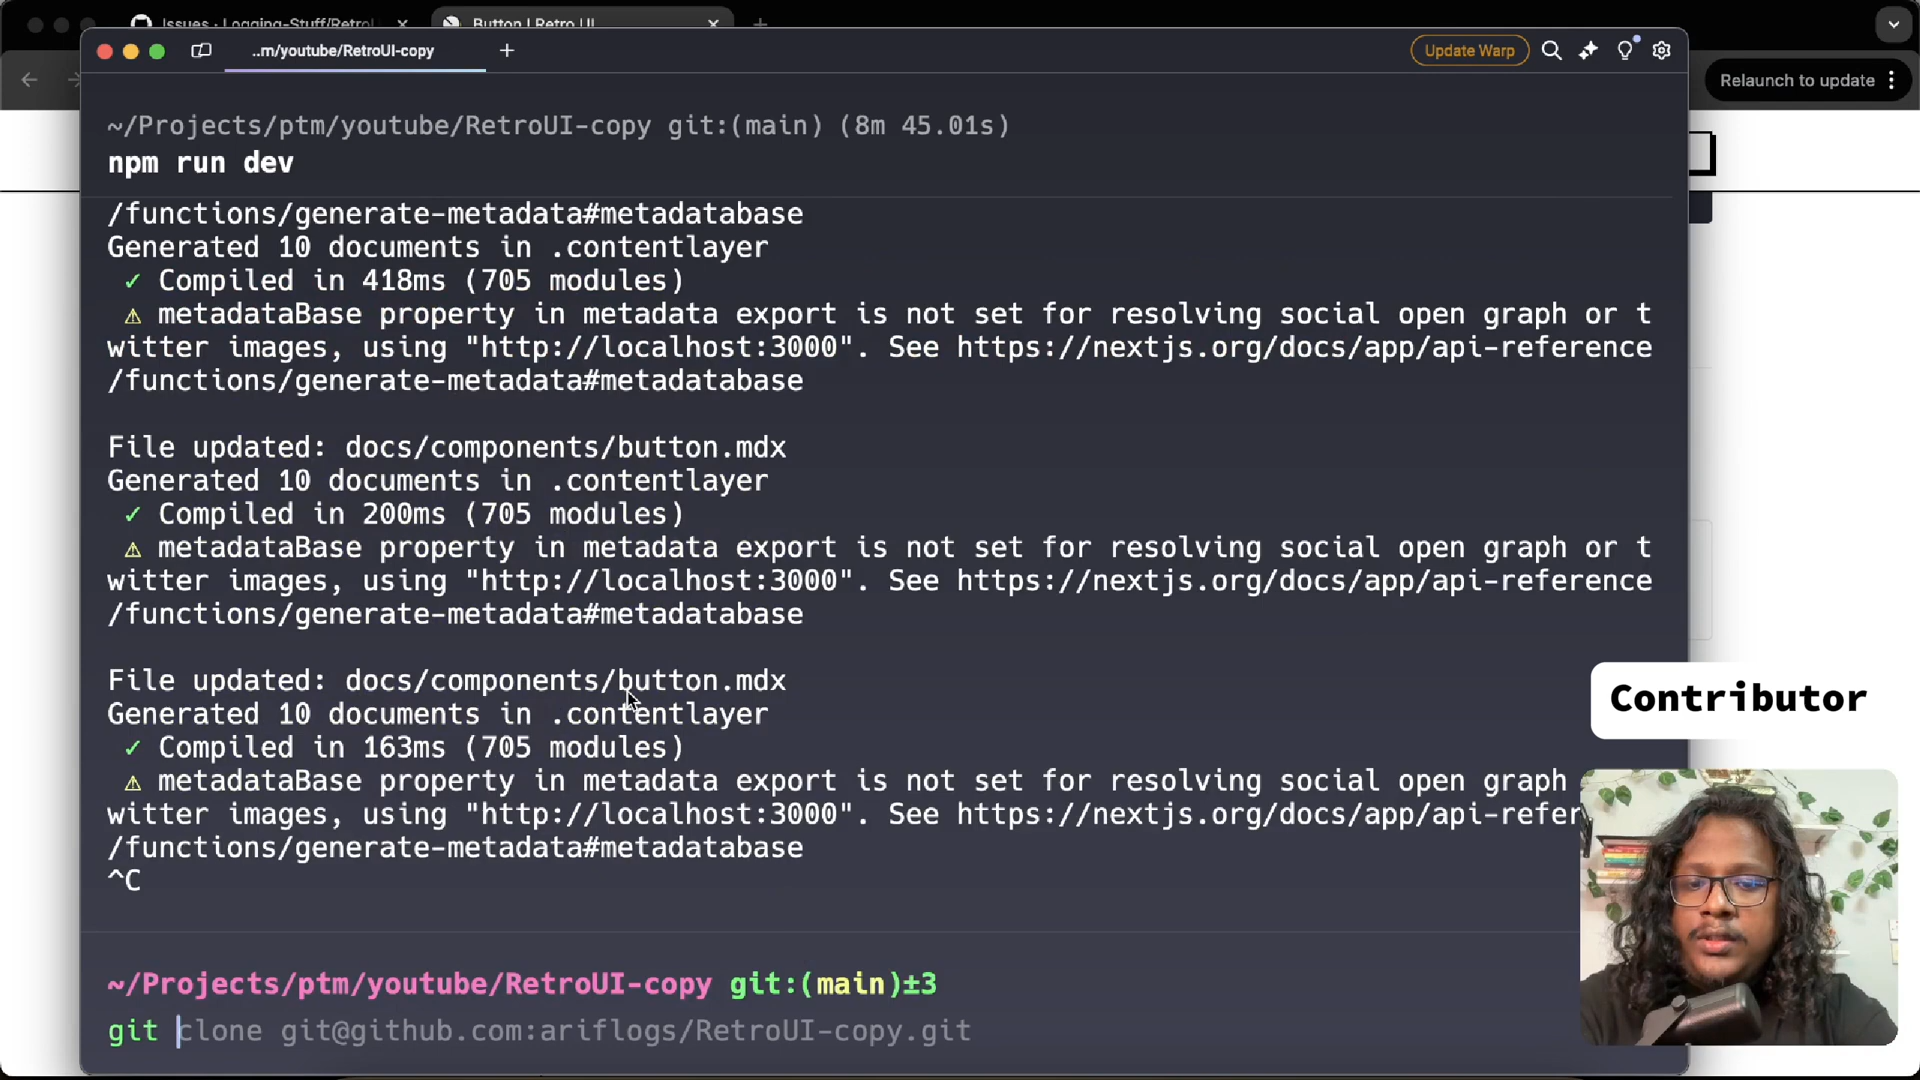 Issues · Logging-Stuff/Retrol
Button | Retro UI
..m/youtube/RetroUI-copy
Update Warp
Relaunch to update
~/Projects/ptm/youtube/RetroUI-copy git:(main) (8m 45.01s)
npm run dev
/functions/generate-metadata#metadatabase
Generated 10 documents in .contentlayer
✓ Compiled in 418ms (705 modules)
⚠ metadataBase property in metadata export is not set for resolving social open graph or t
witter images, using "http://localhost:3000". See https://nextjs.org/docs/app/api-reference
/functions/generate-metadata#metadatabase
File updated: docs/components/button.mdx
Generated 10 documents in .contentlayer
✓ Compiled in 200ms (705 modules)
⚠ metadataBase property in metadata export is not set for resolving social open graph or t
witter images, using "http://localhost:3000". See https://nextjs.org/docs/app/api-reference
/functions/generate-metadata#metadatabase
File updated: docs/components/button.mdx
Generated 10 documents in .contentlayer
✓ Compiled in 163ms (705 modules)
⚠ metadataBase property in metadata export is not set for resolving social open graph
witter images, using "http://localhost:3000". See https://nextjs.org/docs/app/api-refer
/functions/generate-metadata#metadatabase
^C
Contributor
~/Projects/ptm/youtube/RetroUI-copy git:(main)±3
git clone git@github.com:ariflogs/RetroUI-copy.git